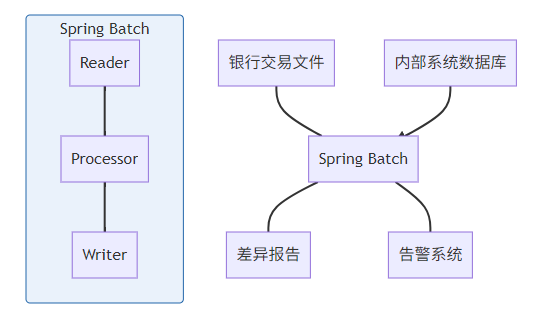 Spring Batch
Reader
Processor
Writer
银行交易文件
内部系统数据库
Spring Batch
差异报告
告警系统